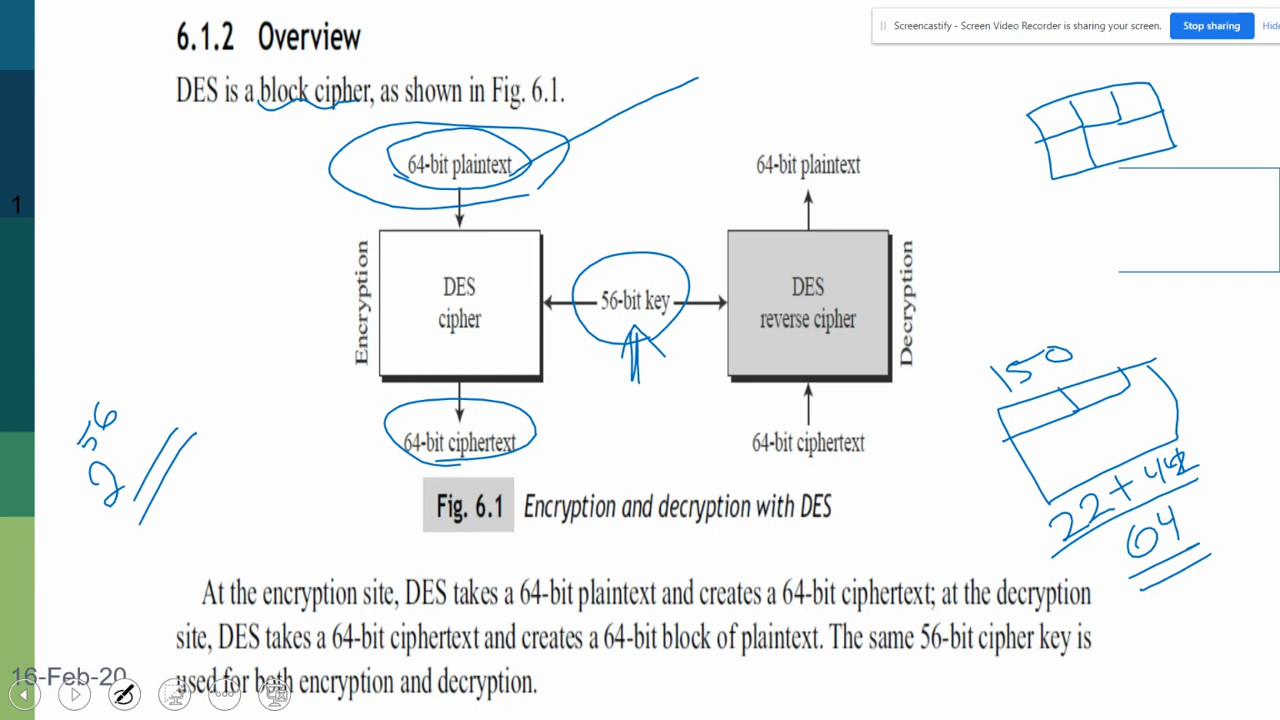 Screencastify - Screen Video Recorder is sharing your screen.
Stop sharing
Hide
6.1.2 Overview
DES is a block cipher, as shown in Fig. 6.1.
64-bit plaintext
64-bit plaintext
1
Encryption
DES
cipher
56-bit key
DES
reverse cipher
Decryption
150
56
2
64-bit ciphertext
64-bit ciphertext
22 + 42
64
Fig. 6.1 Encryption and decryption with DES
At the encryption site, DES takes a 64-bit plaintext and creates a 64-bit ciphertext; at the decryption
site, DES takes a 64-bit ciphertext and creates a 64-bit block of plaintext. The same 56-bit cipher key is
16-Feb-20
used for both encryption and decryption.